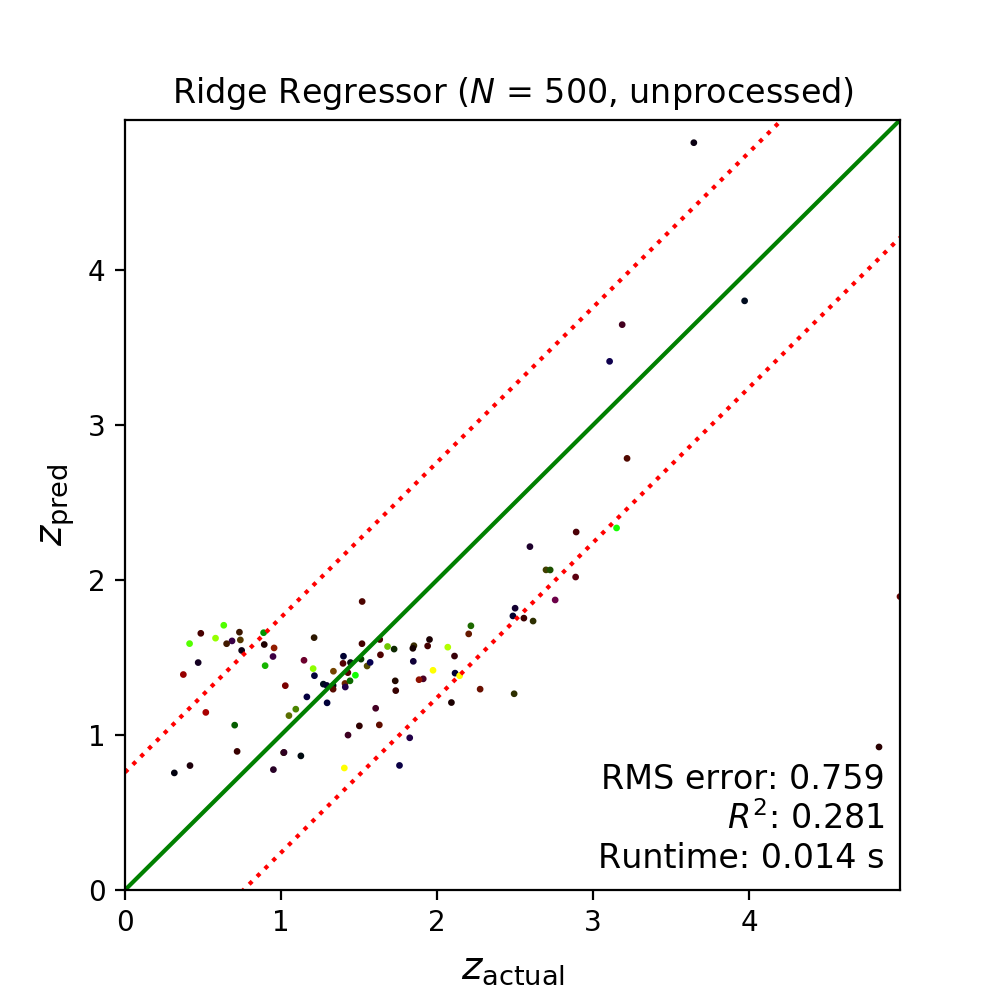 Ridge Regressor (N = 500, unprocessed)
4
3
2
1
0
z_pred
RMS error: 0.759
R²: 0.281
Runtime: 0.014 s
0 1 2 3 4
z_actual